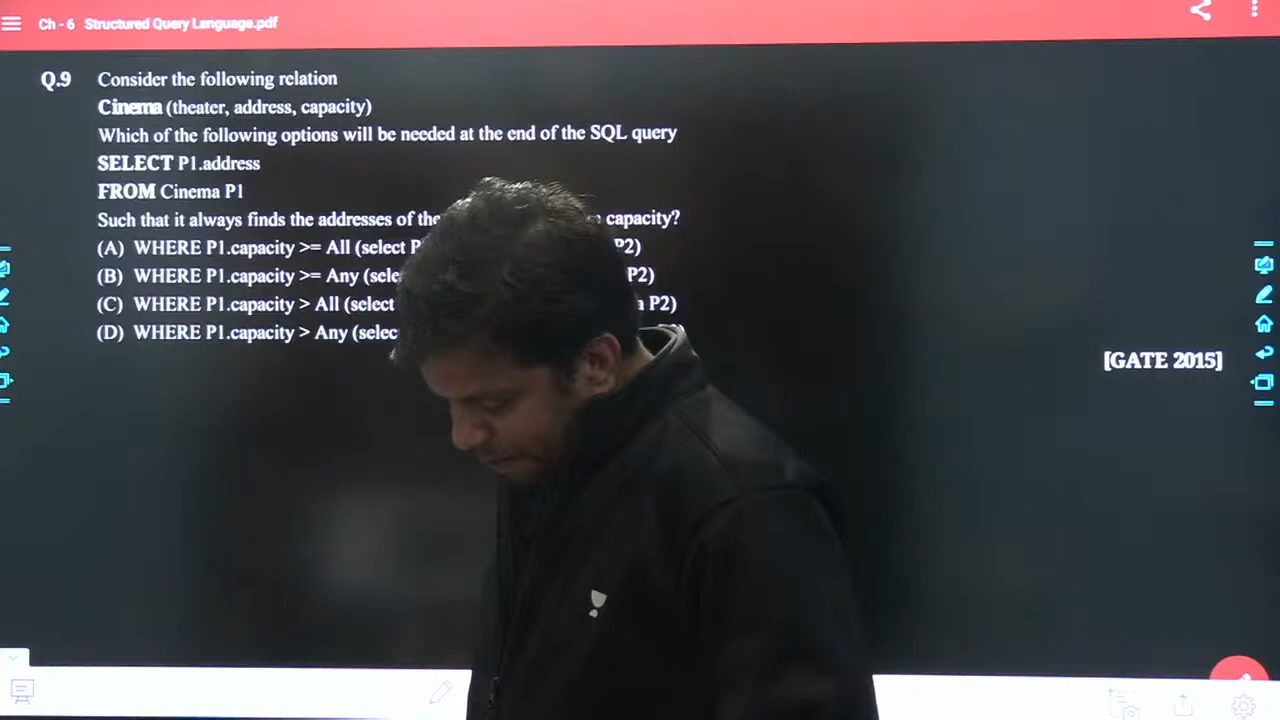 Ch - 6 Structured Query Language.pdf
Q.9 Consider the following relation
Cinema (theater, address, capacity)
Which of the following options will be needed at the end of the SQL query
SELECT P1.address
FROM Cinema P1
Such that it always finds the addresses of the capacity?
(A) WHERE P1.capacity >= All (select P2)
(B) WHERE P1.capacity >= Any P2)
(C) WHERE P1.capacity > All (select P2)
(D) WHERE P1.capacity > Any
[GATE 2015]